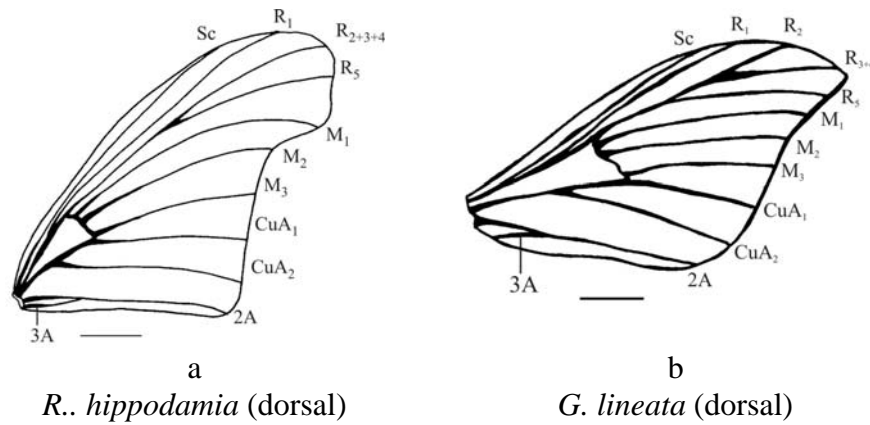 Sc
R₁
R₂₊₃₊₄
R₅
M₁
M₂
M₃
CuA₁
CuA₂
2A
3A
a
R.. hippodamia (dorsal)
Sc
R₁
R₂
R₅
M₁
M₂
M₃
CuA₁
CuA₂
2A
3A
b
G. lineata (dorsal)